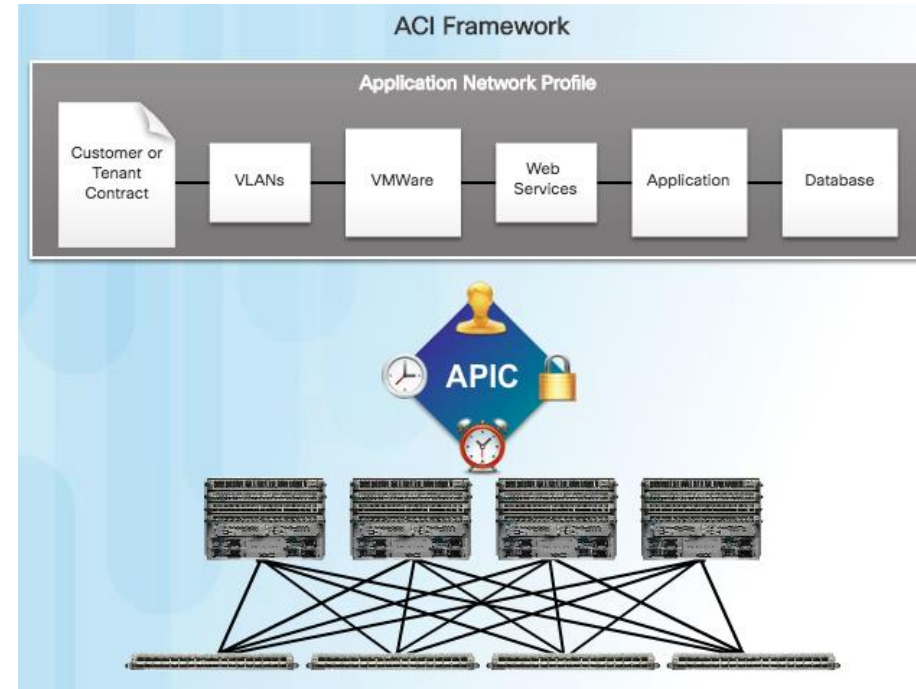 ACI Framework
Application Network Profile
Customer or
Tenant
Contract
VLANs
VMWare
Web
Services
Application
Database
APIC